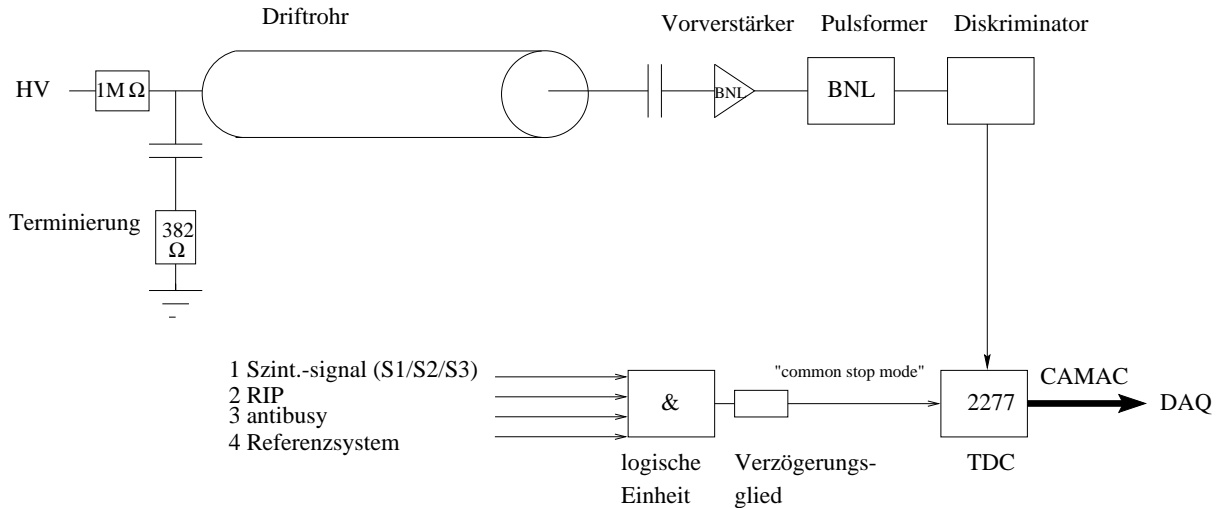 Driftrohr
Vorverstärker Pulsformer Diskriminator
HV
1M Ω
BNL
BNL
Terminierung
382
Ω
1 Szint.-signal (S1/S2/S3)
2 RIP
3 antibusy
4 Referenzsystem
&
"common stop mode"
2277
CAMAC
DAQ
logische
Einheit
Verzögerungs-
glied
TDC